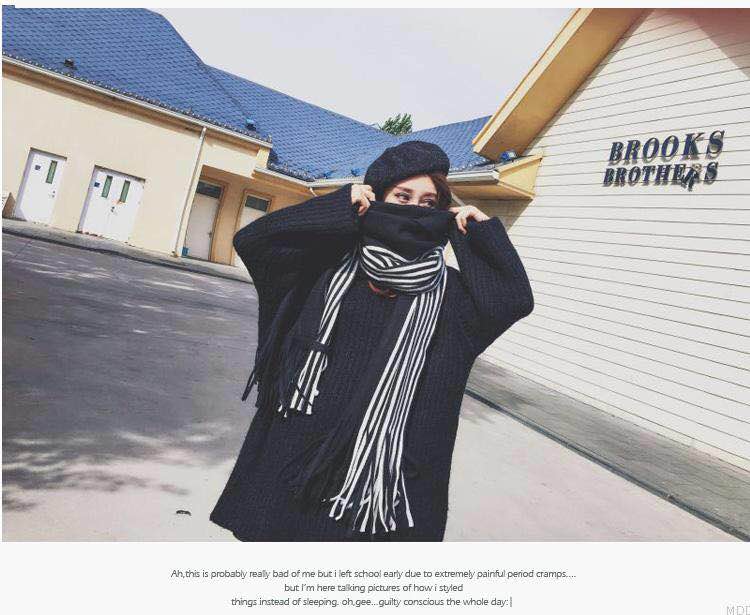 BROOKS
BROTHERS
Ah,this is probably really bad of me but i left school early due to extremely painful period cramps....
but I'm here talking pictures of how i styled
things instead of sleeping. oh,gee...guilty conscious the whole day:|